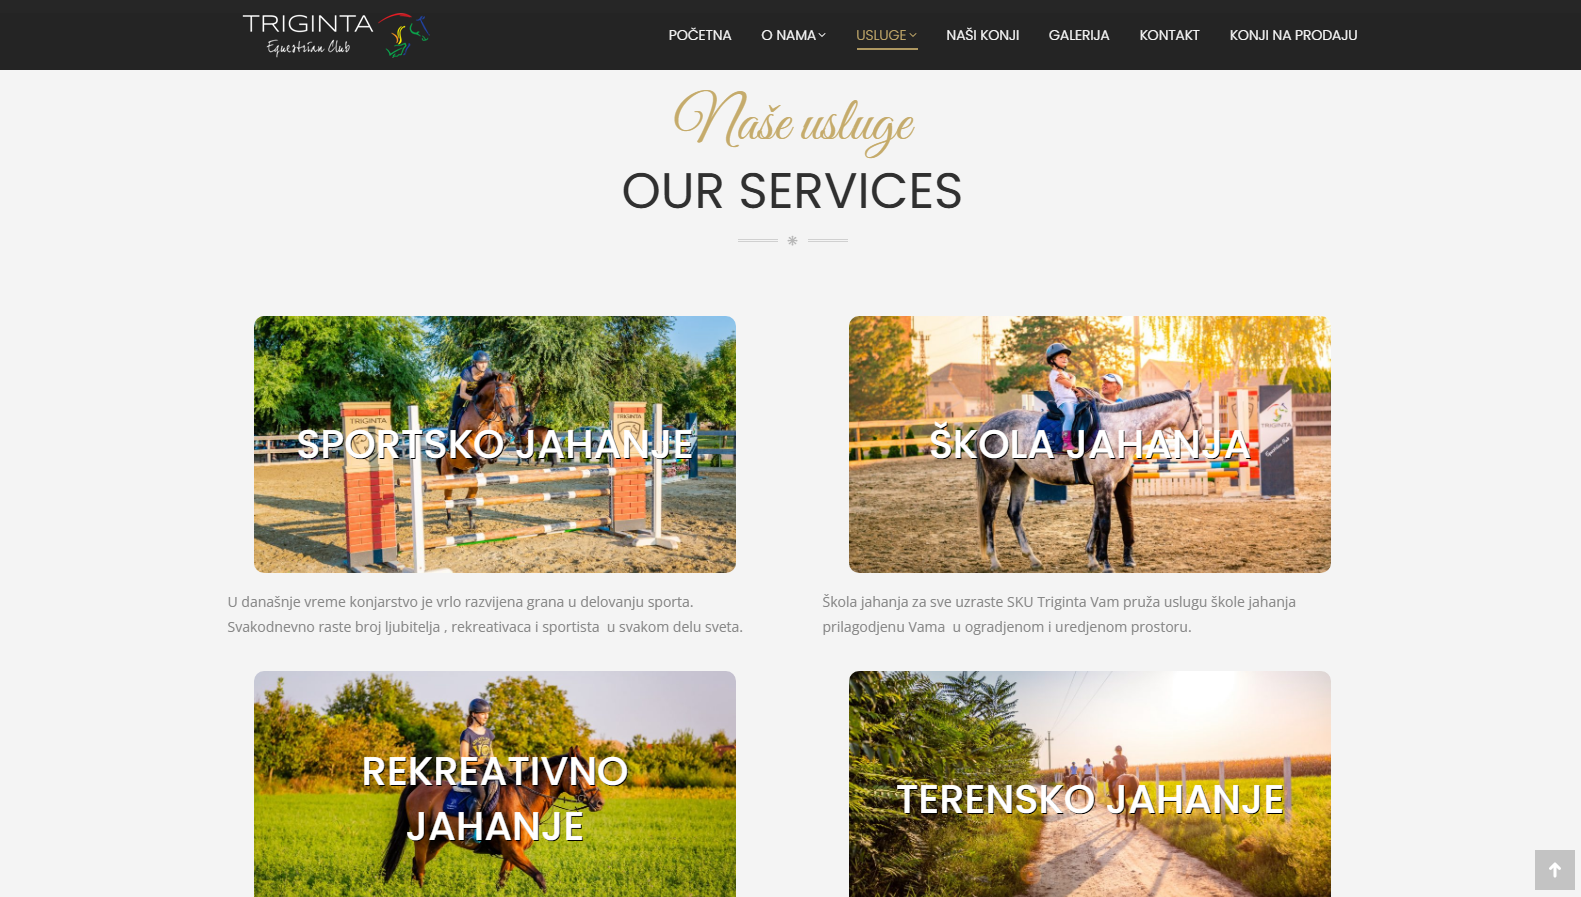 TRIGINTA
Equestrian Club
POČETNA O NAMA USLUGE NAŠI KONJI GALERIJA KONTAKT KONJI NA PRODAJU
Naše usluge
OUR SERVICES
TRIGINTA
TRIGINTA
SPORTSKO JAHANJE
TRIGINTA
ŠKOLA JAHANJA
U današnje vreme konjarstvo je vrlo razvijena grana u delovanju sporta.
Svakodnevno raste broj ljubitelja , rekreativaca i sportista  u svakom delu sveta.
Škola jahanja za sve uzraste SKU Triginta Vam pruža uslugu škole jahanja
prilagodjenu Vama  u ogradjenom i uredjenom prostoru.
REKREATIVNO
JAHANJE
TERENSKO JAHANJE